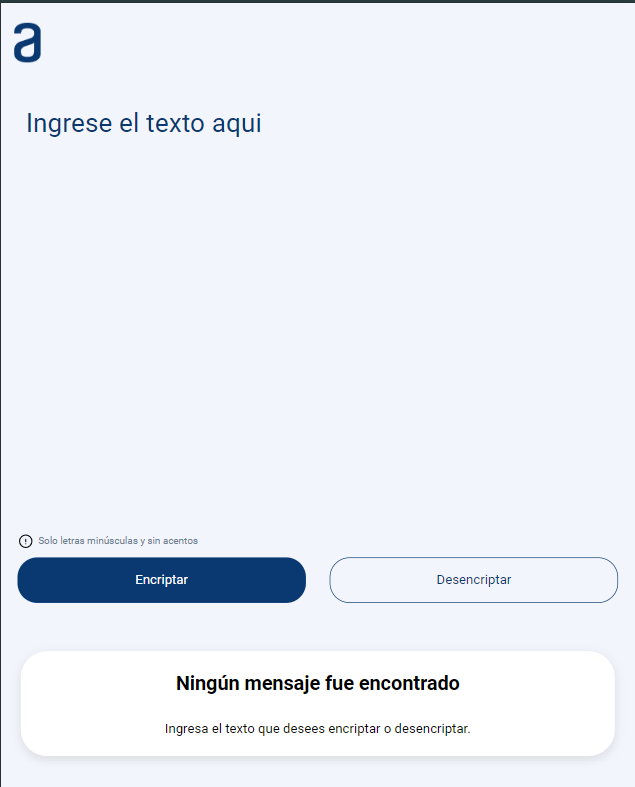 a
Ingrese el texto aqui
Solo letras minúsculas y sin acentos
Encriptar
Desencriptar
Ningún mensaje fue encontrado
Ingresa el texto que desees encriptar o desencriptar.